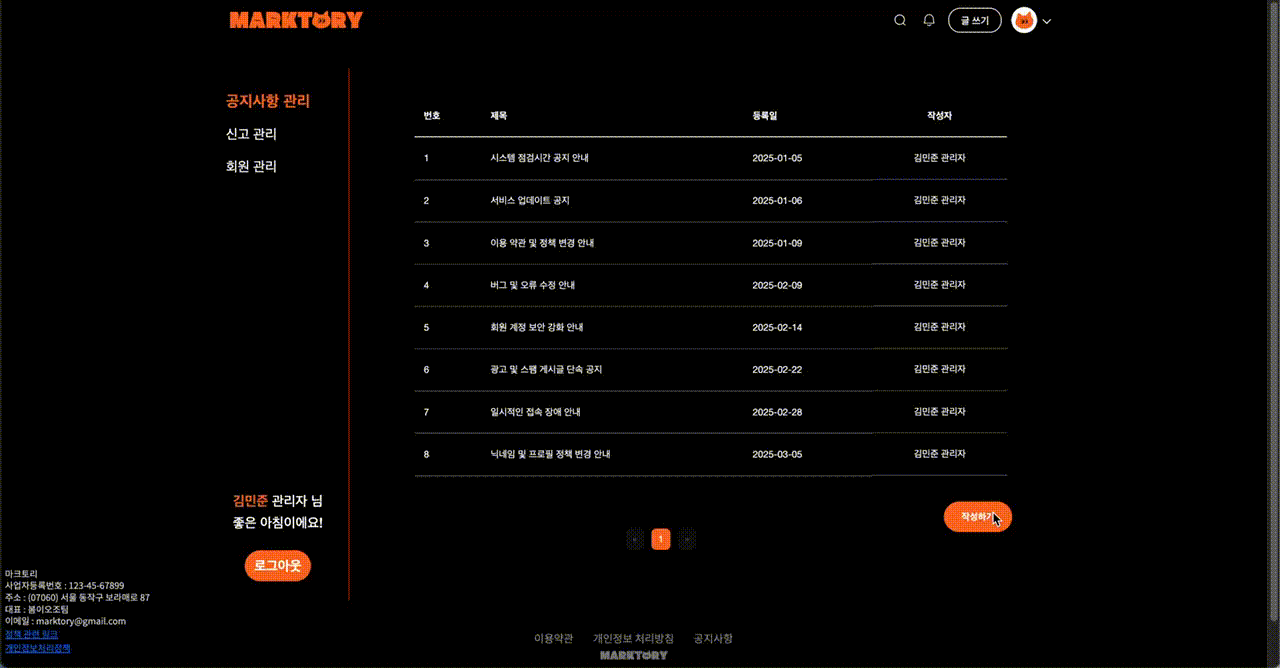 MARKTORY
글 쓰기
공지사항 관리
신고 관리
회원 관리
번호 제목 등록일 작성자
1 시스템 점검시간 공지 안내 2025-01-05 김민준 관리자
2 서비스 업데이트 공지 2025-01-06 김민준 관리자
3 이용 약관 및 정책 변경 안내 2025-01-09 김민준 관리자
4 버그 및 오류 수정 안내 2025-02-09 김민준 관리자
5 회원 계정 보안 강화 안내 2025-02-14 김민준 관리자
6 광고 및 스팸 게시글 단속 공지 2025-02-22 김민준 관리자
7 일시적인 접속 장애 안내 2025-02-28 김민준 관리자
8 닉네임 및 프로필 정책 변경 안내 2025-03-05 김민준 관리자
작성하기
1
김민준 관리자 님
좋은 아침이에요!
로그아웃
마크토리
사업자등록번호 : 123-45-67899
주소 : (07060) 서울 동작구 보라매로 87
대표 : 봄이오조팀
이메일 : marktory@gmail.com
정책 관련 링크
개인정보처리정책
이용약관 개인정보 처리방침 공지사항
MARKTORY